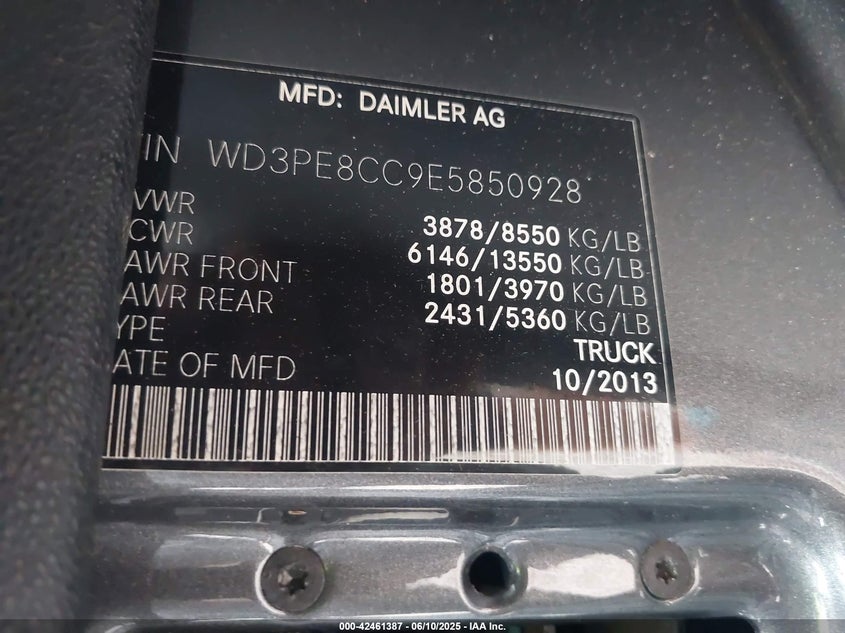 MFD: DAIMLER AG
IN WD3PE8CC9E5850928
VWR 3878/8550 KG/LB
CWR 6146/13550 KG/LB
AWR FRONT 1801/3970 KG/LB
AWR REAR 2431/5360 KG/LB
YPE TRUCK
ATE OF MFD 10/2013
000-42461387 - 06/10/2025 - IAA Inc.